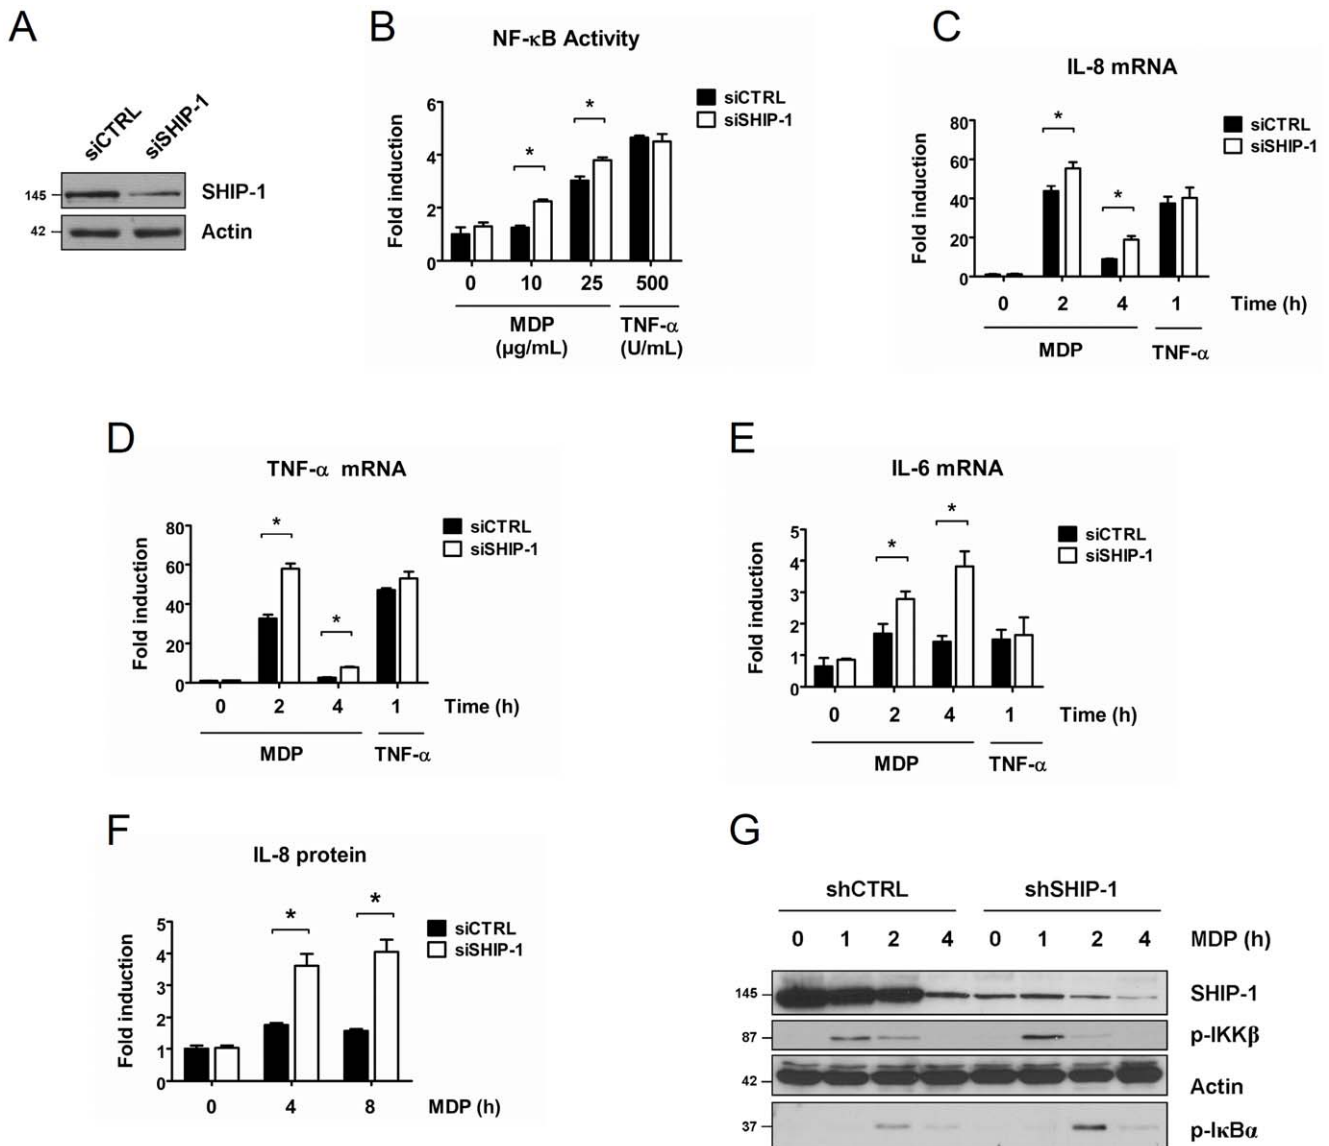 A
siCTRL
siSHIP-1
145
SHIP-1
42
Actin
B
NF-κB Activity
Fold induction
6
4
2
0
siCTRL
siSHIP-1
*
*
0
10
25
500
MDP
(µg/mL)
TNF-α
(U/mL)
C
IL-8 mRNA
Fold induction
80
60
40
20
0
siCTRL
siSHIP-1
*
*
0
2
4
1
Time (h)
MDP
TNF-α
D
TNF-α mRNA
Fold induction
80
60
40
20
0
siCTRL
siSHIP-1
*
*
0
2
4
1
Time (h)
MDP
TNF-α
E
IL-6 mRNA
Fold induction
5
4
3
2
1
0
siCTRL
siSHIP-1
*
*
0
2
4
1
Time (h)
MDP
TNF-α
F
IL-8 protein
Fold induction
5
4
3
2
1
0
siCTRL
siSHIP-1
*
*
0
4
8
MDP (h)
G
shCTRL
shSHIP-1
0 1 2 4 0 1 2 4 MDP (h)
145
SHIP-1
87
p-IKKβ
42
Actin
37
p-IκBα